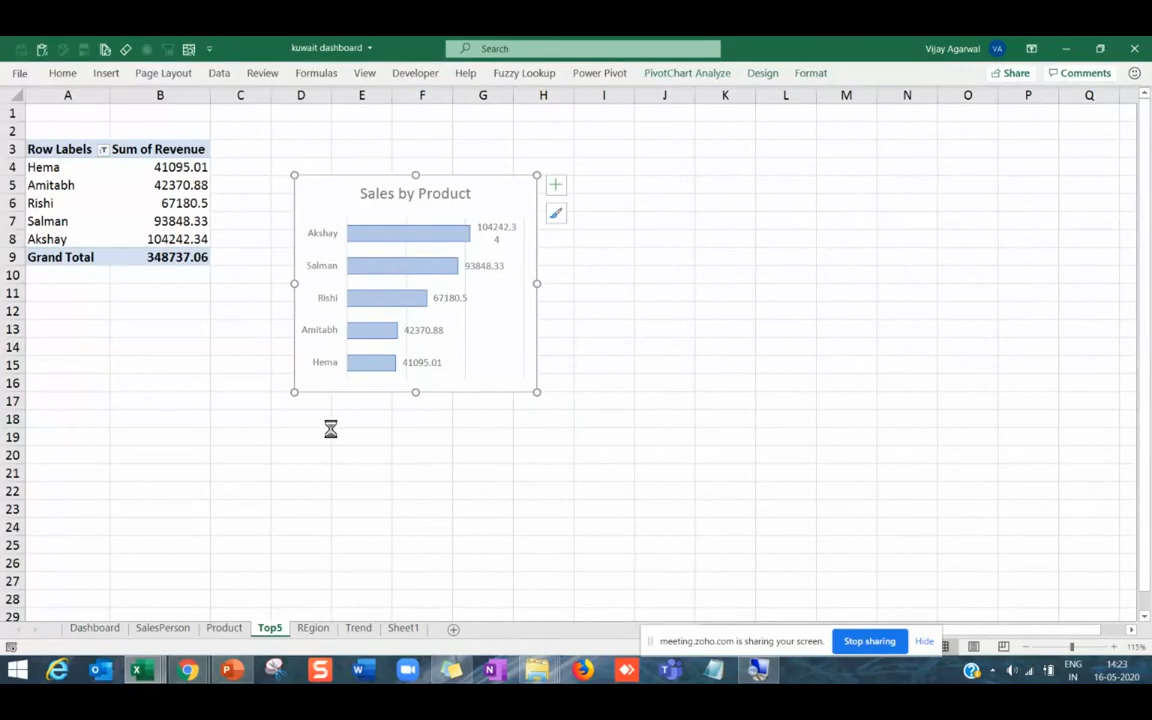 kuwait dashboard
Search
Vijay Agarwal VA
File Home Insert Page Layout Data Review Formulas View Developer Help Fuzzy Lookup Power Pivot PivotChart Analyze Design Format Share Comments
A B C D E F G H I J K L M N O P Q
1
2
3 Row Labels Sum of Revenue
4 Hema 41095.01
5 Amitabh 42370.88
6 Rishi 67180.5
7 Salman 93848.33
8 Akshay 104242.34
9 Grand Total 348737.06
10
11
12
13
14
15
16
17
18
19
20
21
22
23
24
25
26
27
28
29
Sales by Product
Akshay 104242.3
4
Salman 93848.33
Rishi 67180.5
Amitabh 42370.88
Hema 41095.01
Dashboard SalesPerson Product Top5 REgion Trend Sheet1
meeting.zoho.com is sharing your screen. Stop sharing Hide
115%
ENG 14:23
IN 16-05-2020